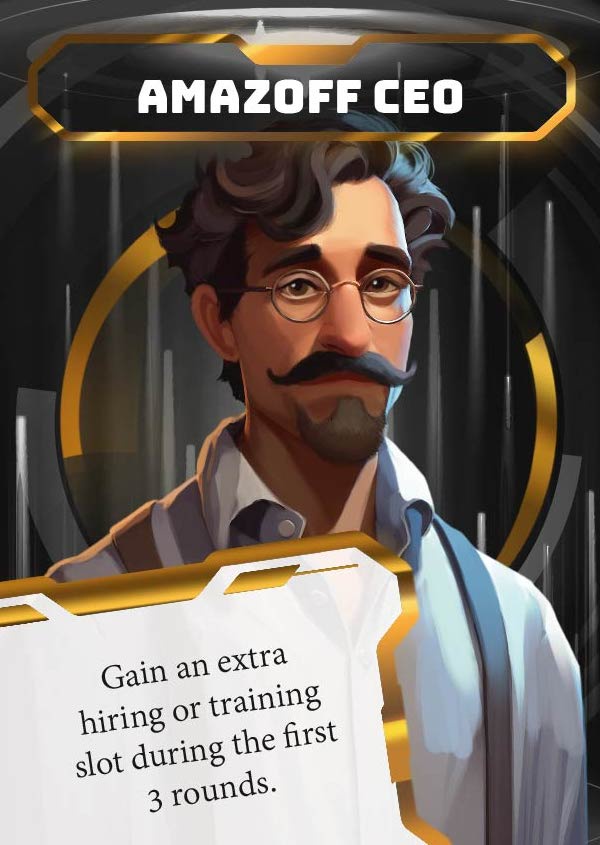 AMAZOFF CEO
Gain an extra
hiring or training
slot during the first
3 rounds.